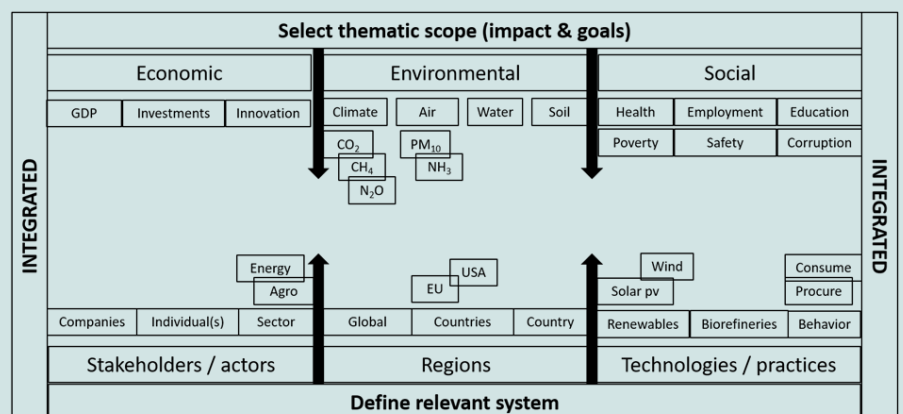 Select thematic scope (impact & goals)
Economic Environmental Social
GDP Investments Innovation Climate Air Water Soil Health Employment Education
CO₂ PM₁₀ Poverty Safety Corruption
CH₄ NH₃
N₂O
INTEGRATED
INTEGRATED
Energy USA Wind Consume
Agro EU Solar pv Procure
Companies Individual(s) Sector Global Countries Country Renewables Biorefineries Behavior
Stakeholders / actors Regions Technologies / practices
Define relevant system